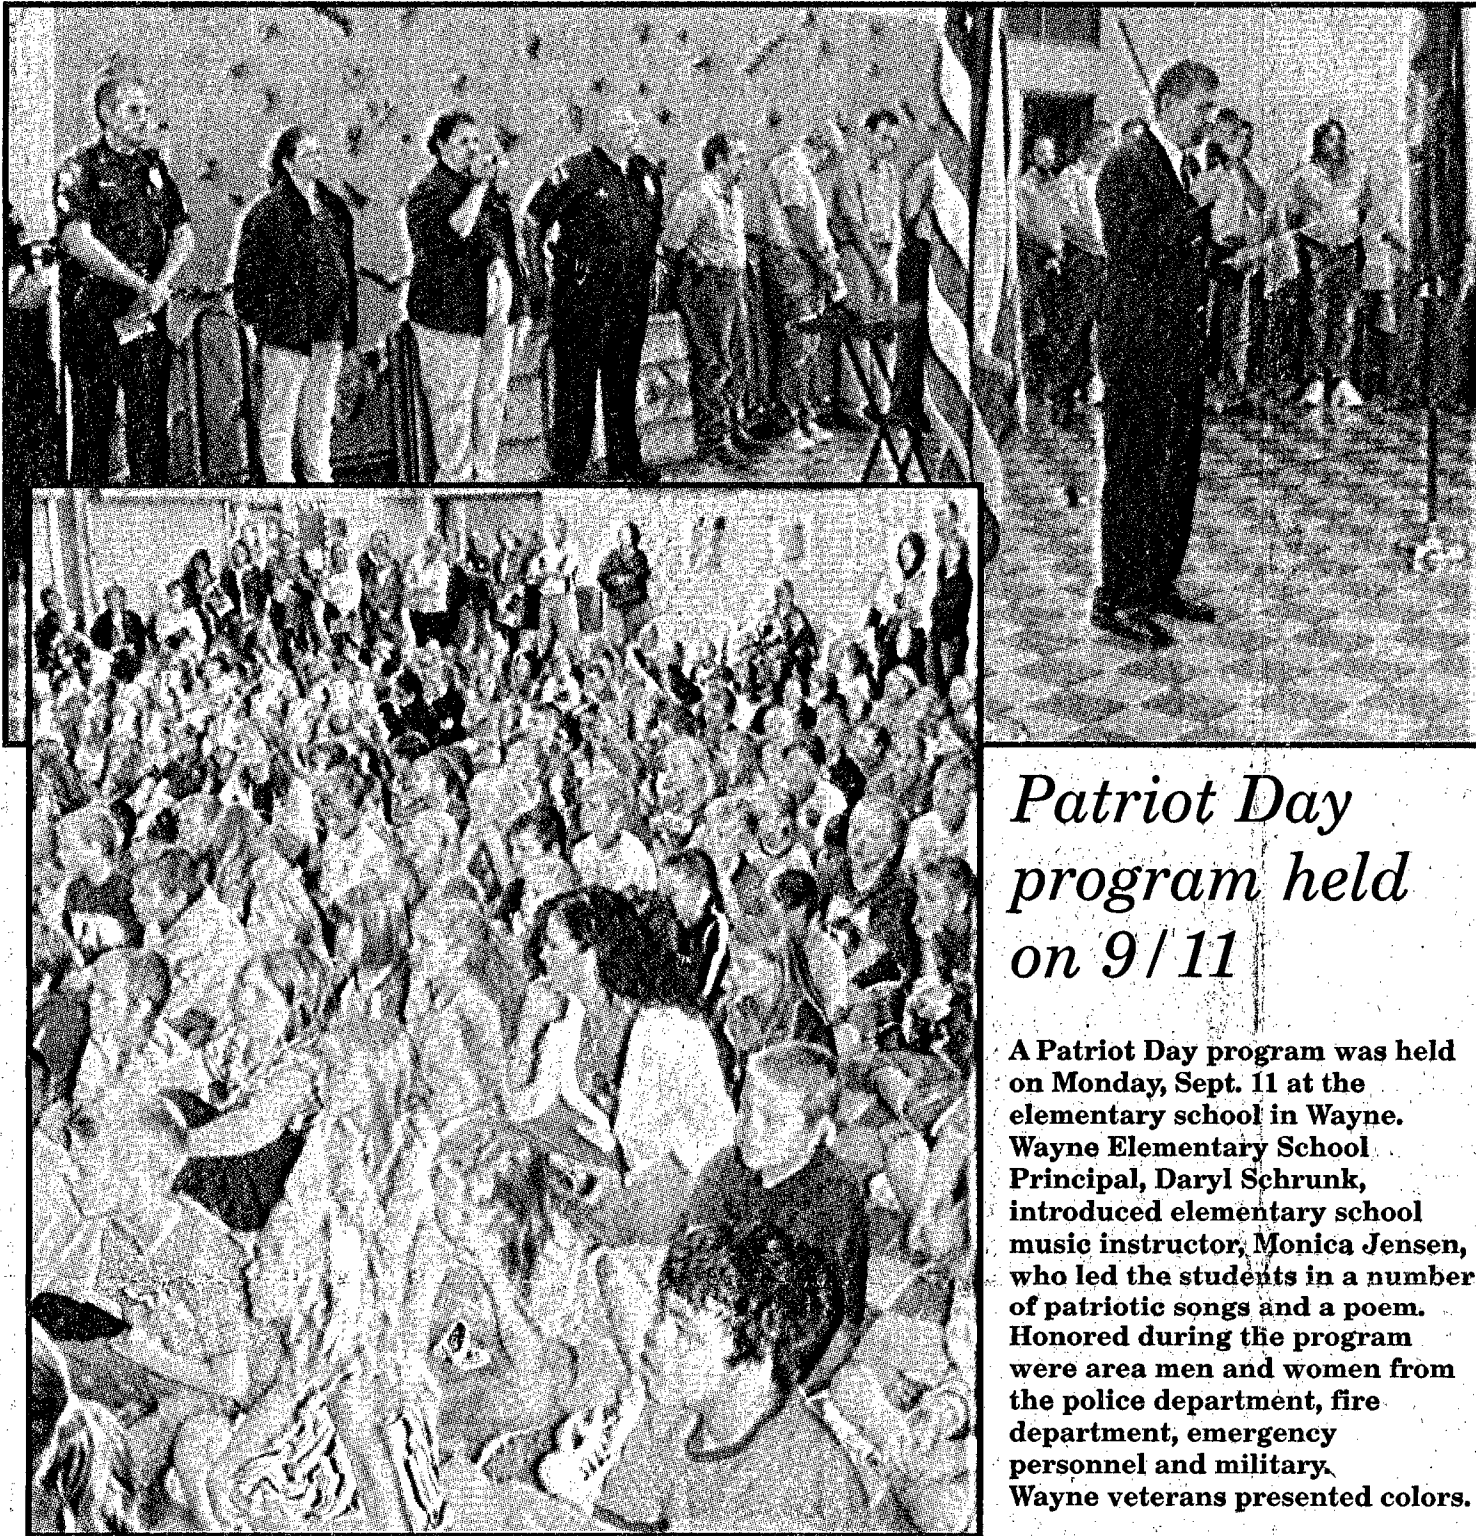 Patriot Day
program held
on 9/11
A Patriot Day program was held
on Monday, Sept. 11 at the
elementary school in Wayne.
Wayne Elementary School
Principal, Daryl Schrunk,
introduced elementary school
music instructor, Monica Jensen,
who led the students in a number
of patriotic songs and a poem.
Honored during the program
were area men and women from
the police department, fire
department, emergency
personnel and military.
Wayne veterans presented colors.